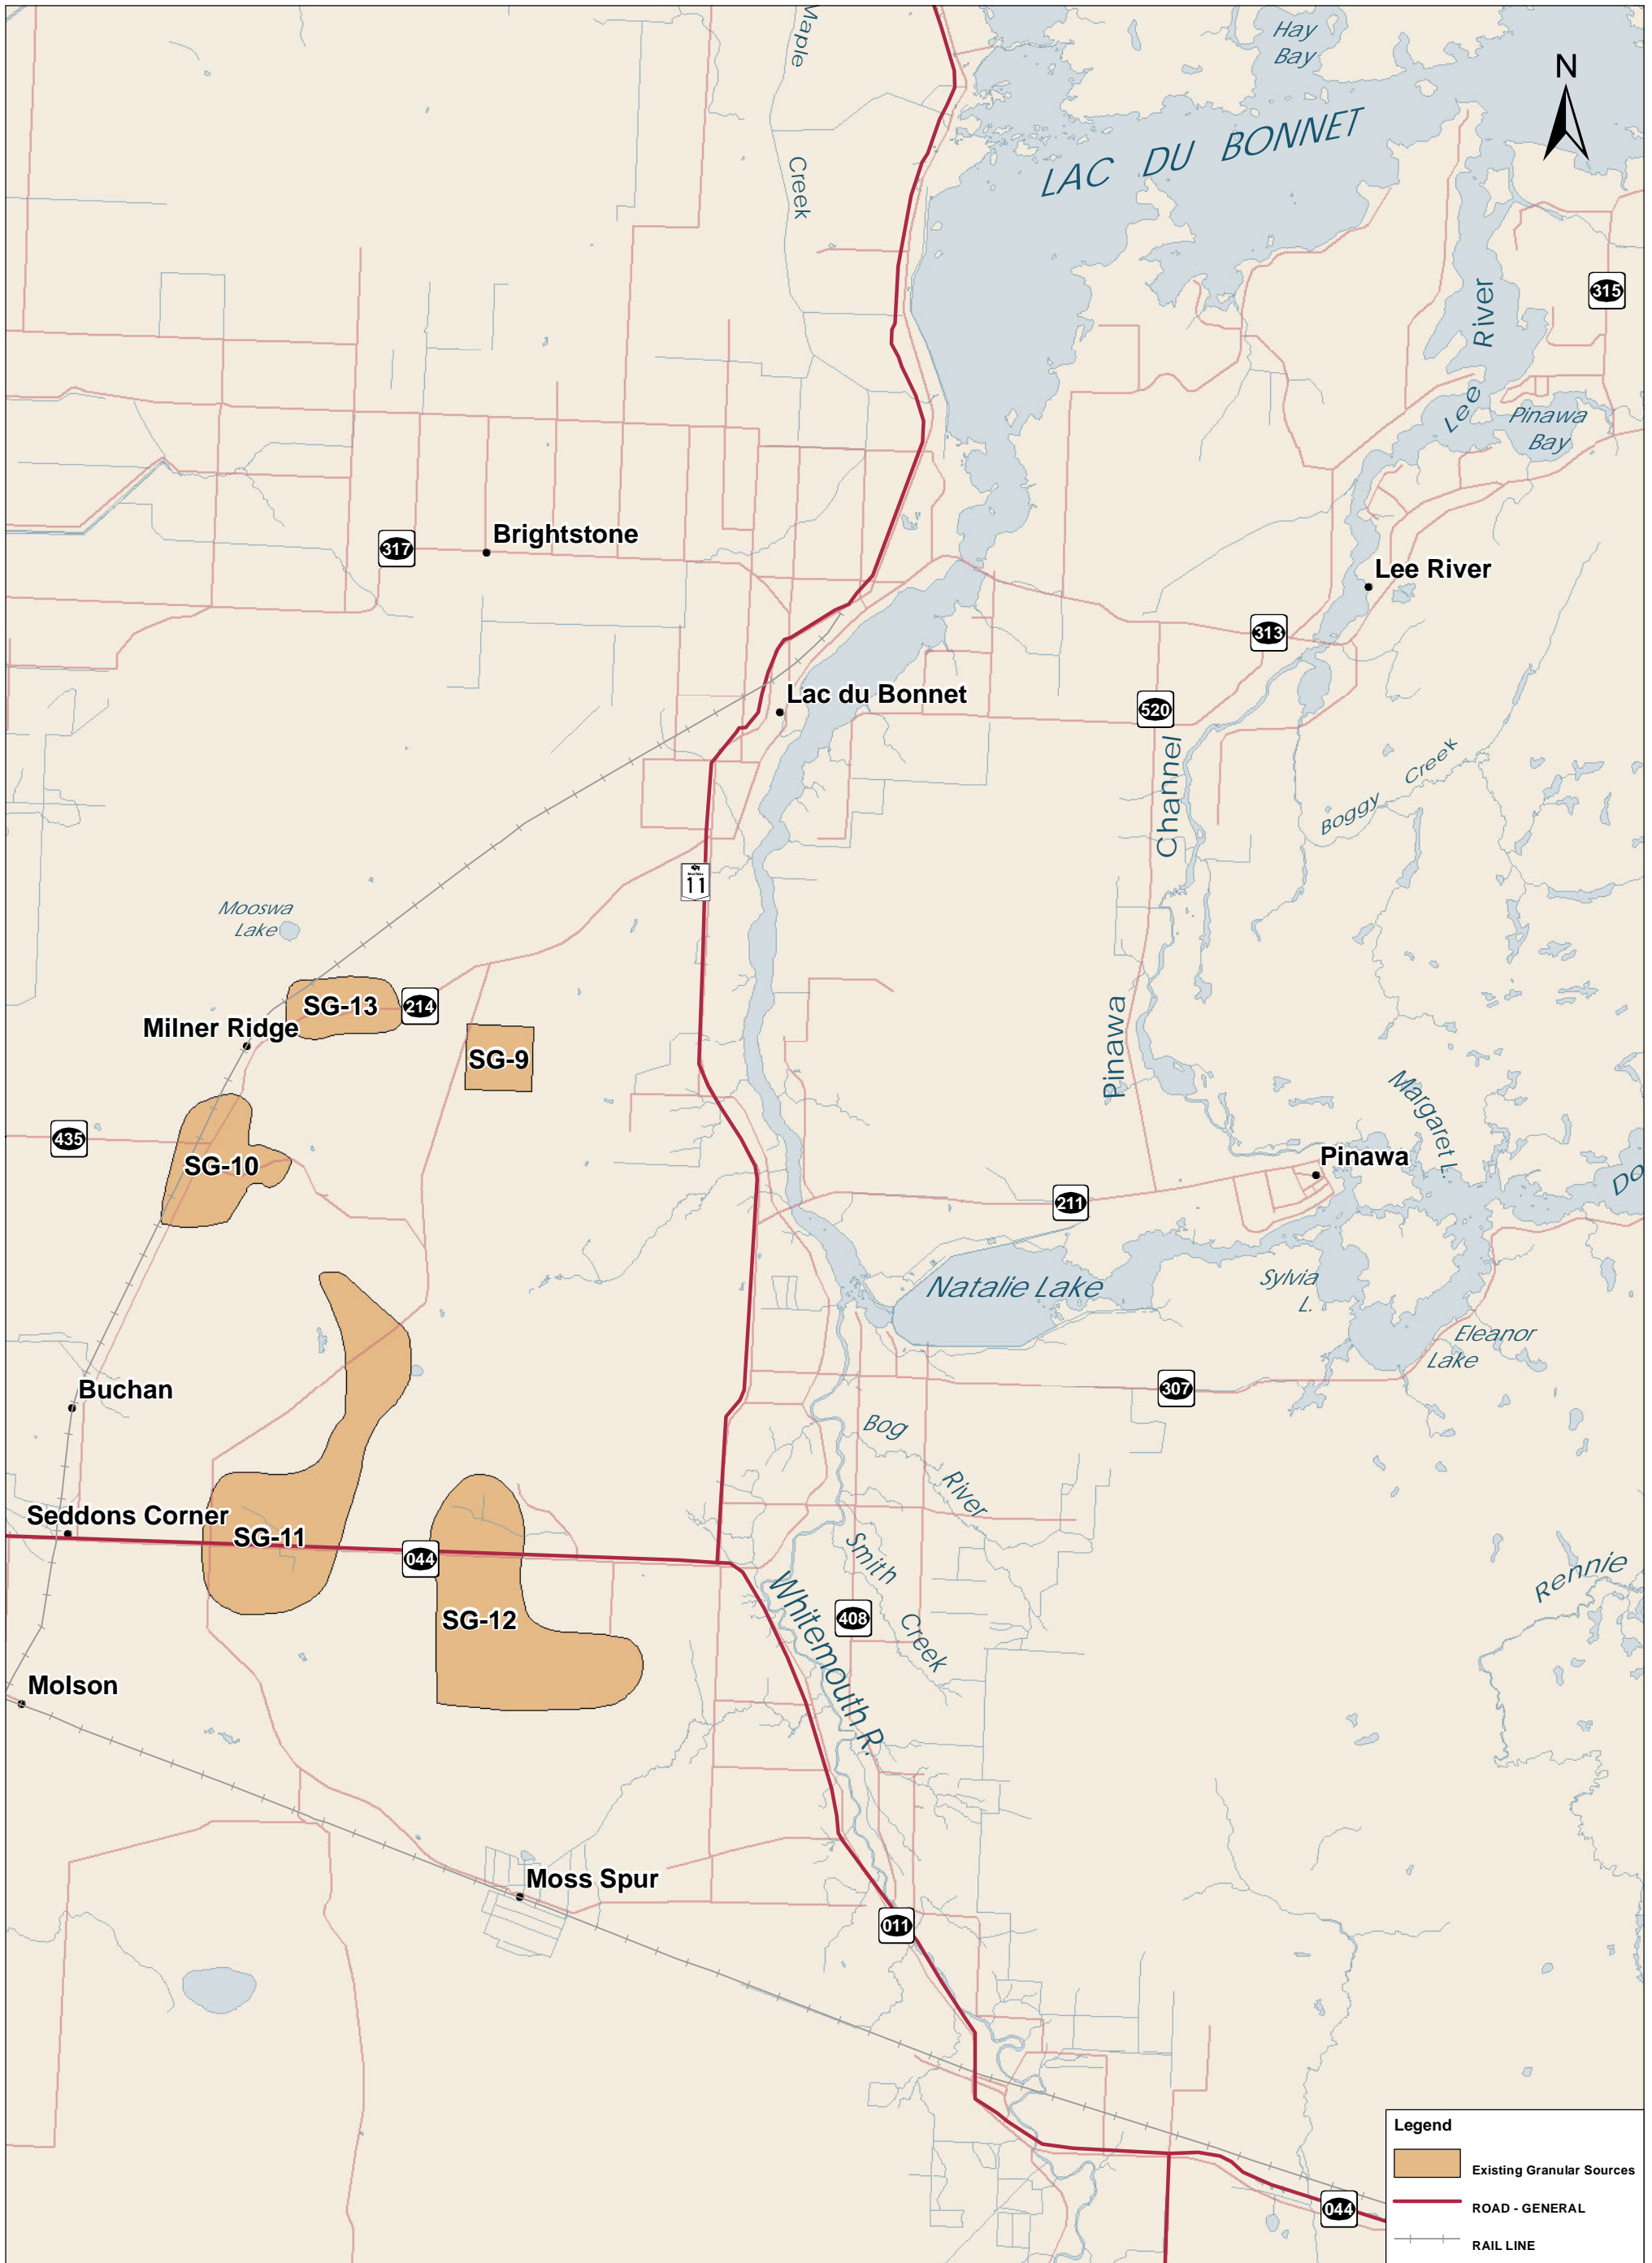 Maple
Creek
Hay
Bay
N
LAC DU BONNET
315
Lee River
Pinawa
Bay
Brightstone
317
Lee River
313
Lac du Bonnet
520
Channel
Boggy Creek
11
Mooswa
Lake
SG-13
214
Milner Ridge
SG-9
Pinawa
Margaret L.
435
SG-10
Pinawa
Do
211
Natalie Lake
Sylvia
L.
Eleanor
Lake
Buchan
307
Bog
River
Seddons Corner
SG-11
044
Smith
Creek
Rennie
SG-12
408
Whitemouth R.
Molson
Moss Spur
011
Legend
Existing Granular Sources
ROAD - GENERAL
044
RAIL LINE